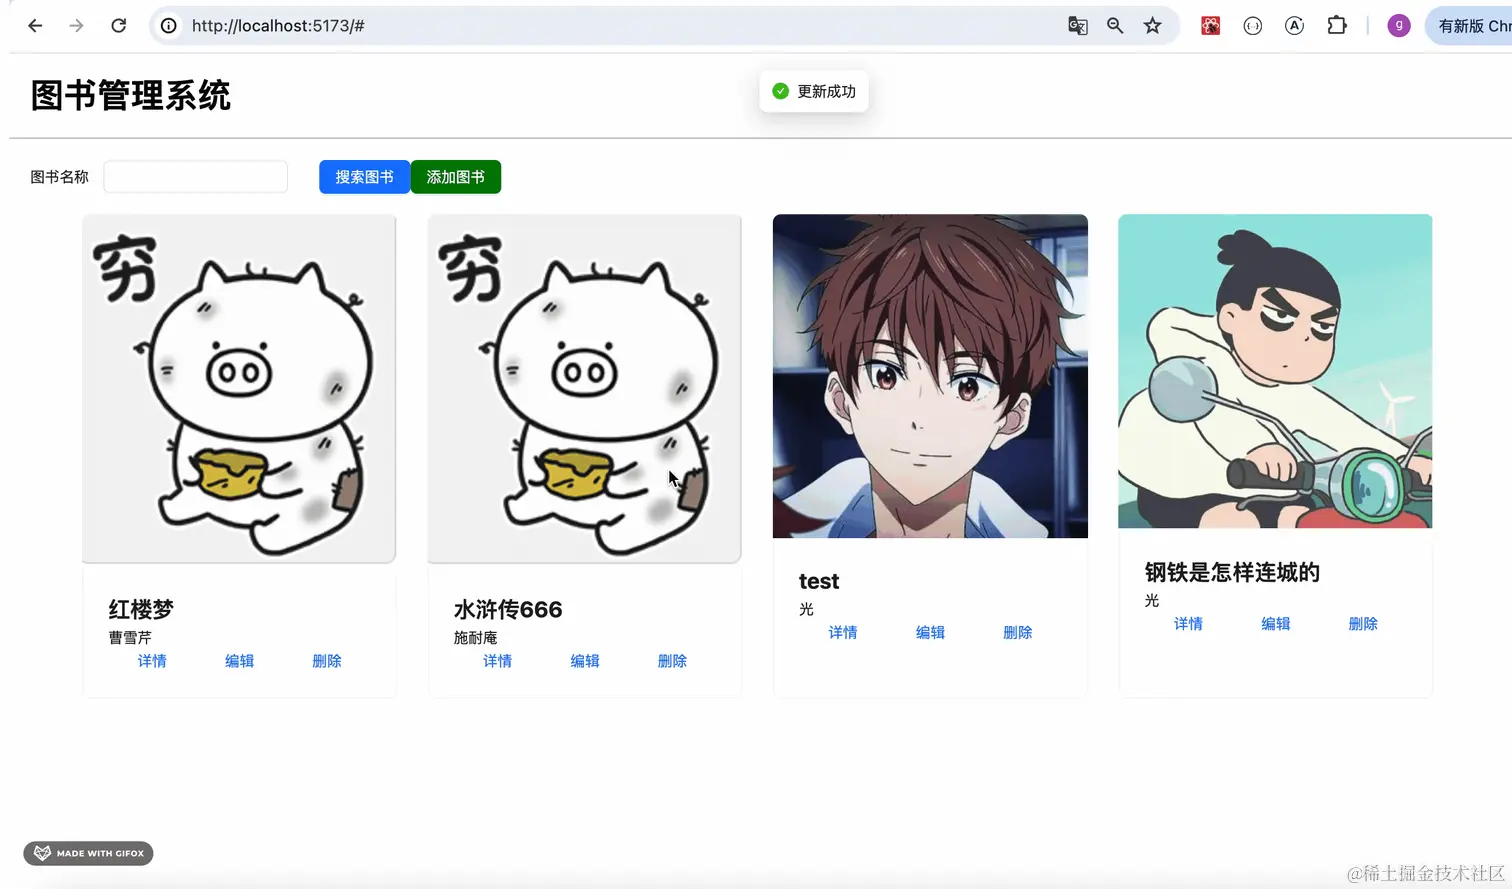 http://localhost:5173/#
g
有新版 Chr
图书管理系统
更新成功
图书名称
搜索图书
添加图书
穷
穷
红楼梦
曹雪芹
详情 编辑 删除
水浒传666
施耐庵
详情 编辑 删除
test
光
详情 编辑 删除
钢铁是怎样连城的
光
详情 编辑 删除
MADE WITH GIFOX
@稀土掘金技术社区